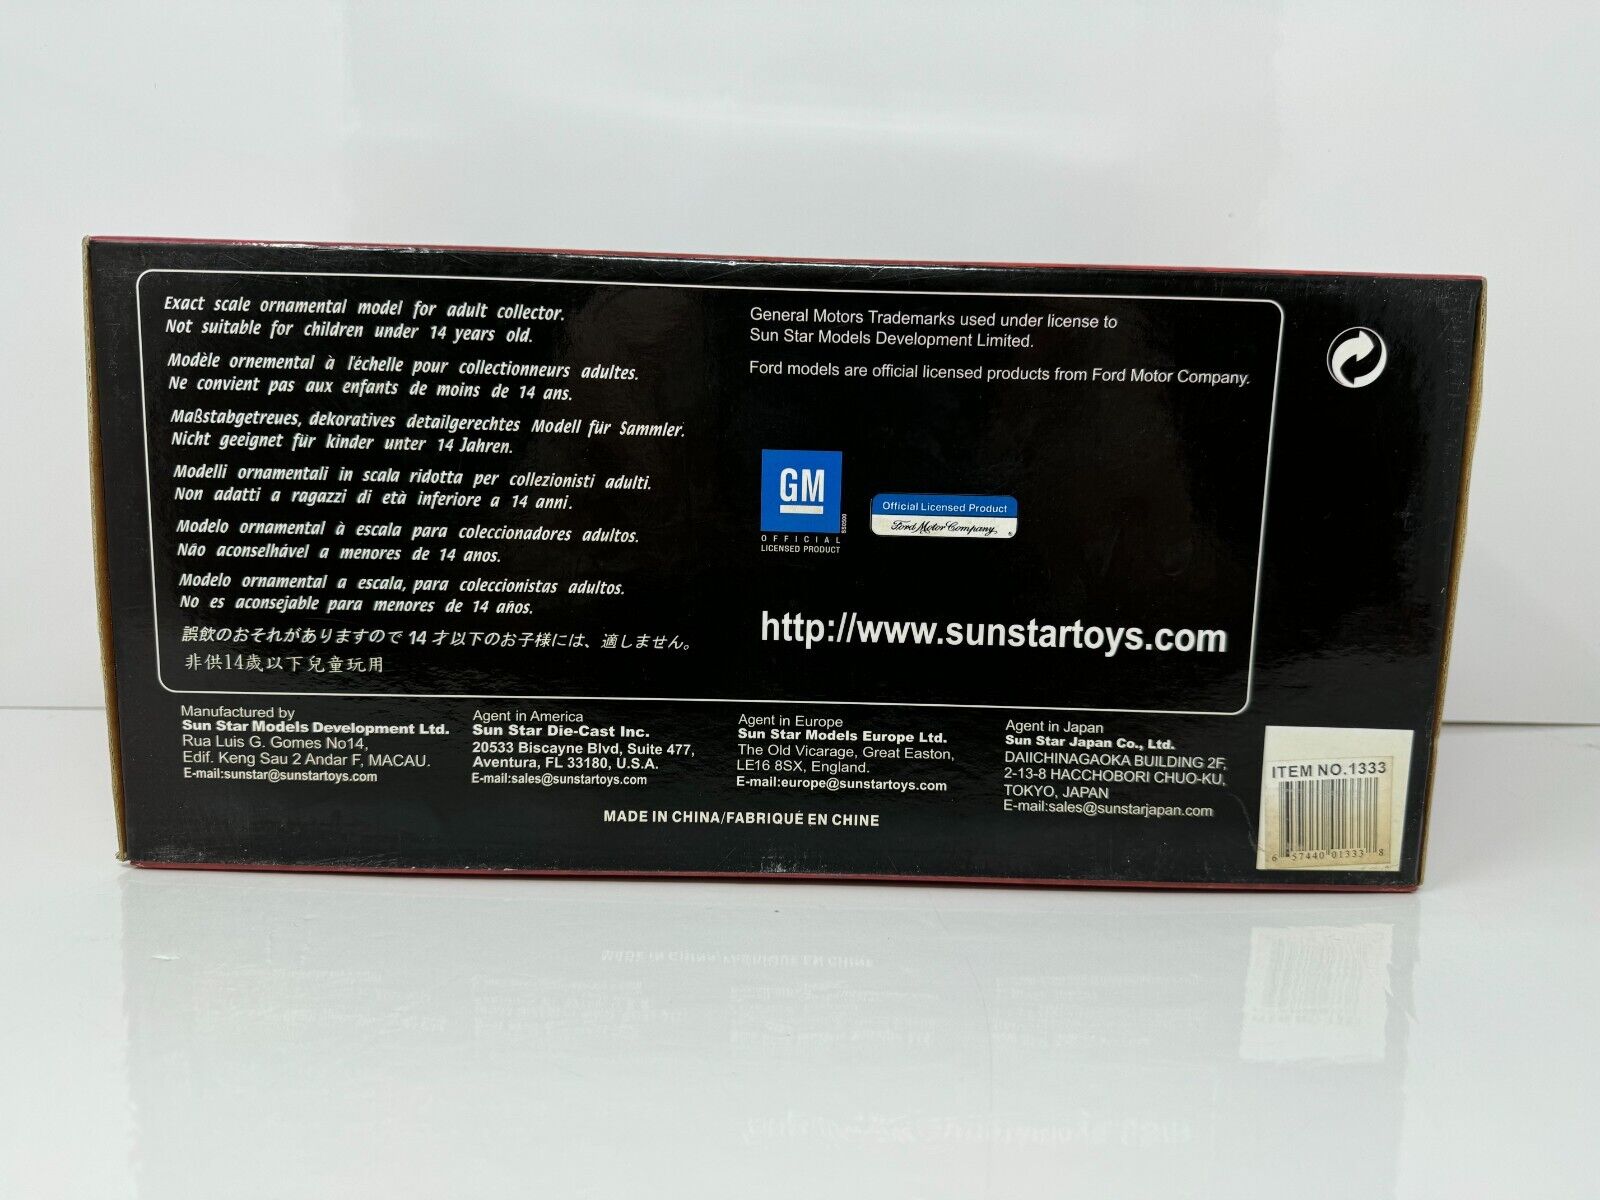 Exact scale ornamental model for adult collector.
Not suitable for children under 14 years old.
Modèle ornemental à l'échelle pour collectionneurs adultes.
Ne convient pas aux enfants de moins de 14 ans.
Maßstabgetreues, dekoratives detailgerechtes Modell für Sammler.
Nicht geeignet für kinder unter 14 Jahren.
Modelli ornamentali in scala ridotta per collezionisti adulti.
Non adatti a ragazzi di età inferiore a 14 anni.
Modelo ornamental à escala para coleccionadores adultos.
Não aconselhável a menores de 14 anos.
Modelo ornamental a escala, para coleccionistas adultos.
No es aconsejable para menores de 14 años.
誤飲のおそれがありますので 14 才以下のお子様には、適しません。
非供14歲以下兒童玩用
General Motors Trademarks used under license to
Sun Star Models Development Limited.
Ford models are official licensed products from Ford Motor Company.
GM
OFFICIAL
LICENSED PRODUCT
Official Licensed Product
Ford Motor Company
http://www.sunstartoys.com
Manufactured by
Sun Star Models Development Ltd.
Rua Luis G. Gomes No14,
Edif. Keng Sau 2 Andar F, MACAU.
E-mail:sunstar@sunstartoys.com
Agent in America
Sun Star Die-Cast Inc.
20533 Biscayne Blvd, Suite 477,
Aventura, FL 33180, U.S.A.
E-mail:sales@sunstartoys.com
Agent in Europe
Sun Star Models Europe Ltd.
The Old Vicarage, Great Easton,
LE16 8SX, England.
E-mail:europe@sunstartoys.com
Agent in Japan
Sun Star Japan Co., Ltd.
DAIICHINAGAOKA BUILDING 2F,
2-13-8 HACCHOBORI CHUO-KU,
TOKYO, JAPAN
E-mail:sales@sunstarjapan.com
MADE IN CHINA/FABRIQUÉ EN CHINE
ITEM NO.1333
6 57440 01333 8